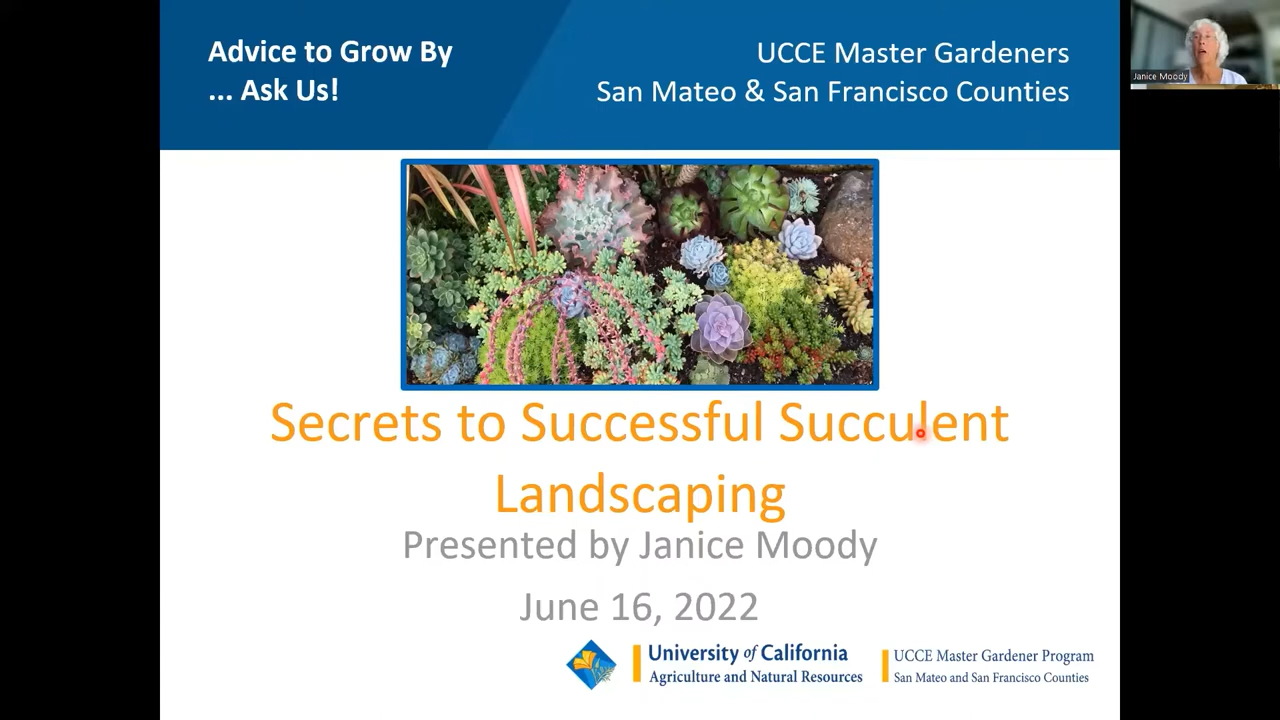 Advice to Grow By
... Ask Us!
UCCE Master Gardeners
San Mateo & San Francisco Counties
Janice Moody
Secrets to Successful Succulent
Landscaping
Presented by Janice Moody
June 16, 2022
University of California
Agriculture and Natural Resources
UCCE Master Gardener Program
San Mateo and San Francisco Counties